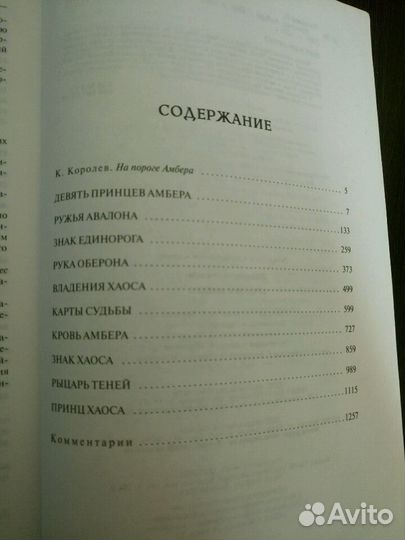 СОДЕРЖАНИЕ
К. Королев. На пороге Амбера 5
ДЕВЯТЬ ПРИНЦЕВ АМБЕРА 7
РУЖЬЯ АВАЛОНА 133
ЗНАК ЕДИНОРОГА 259
РУКА ОБЕРОНА 373
ВЛАДЕНИЯ ХАОСА 499
КАРТЫ СУДЬБЫ 599
КРОВЬ АМБЕРА 727
ЗНАК ХАОСА 859
РЫЦАРЬ ТЕНЕЙ 989
ПРИНЦ ХАОСА 1115
Комментарии 1257
Avito